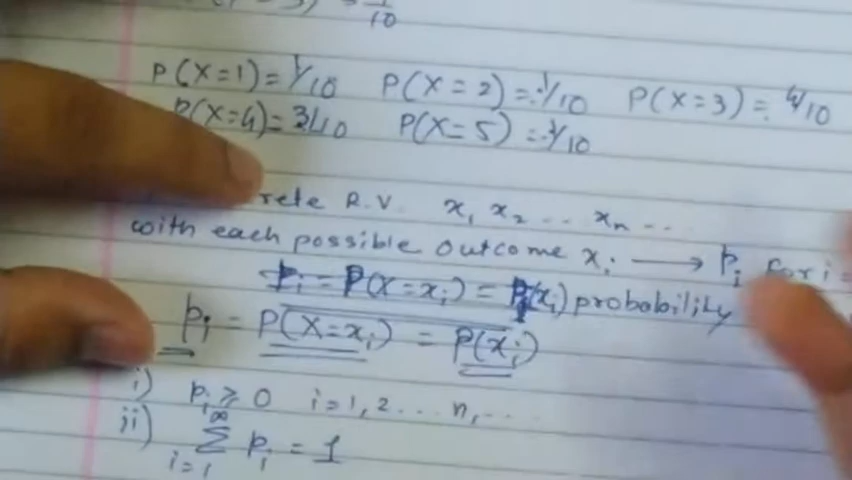 10
P(X=1)=1/10 P(X=2)=1/10 P(X=3)=4/10
P(X=4)=3/10 P(X=5)=1/10
R.V. x₁ x₂ ... xₙ ...
with each possible outcome xᵢ ⟶ pᵢ for i =
pᵢ = P(X=xᵢ) = P(xᵢ) probability
pᵢ = P(X=xᵢ) = P(xᵢ)
i) pᵢ ≥ 0 i=1, 2 ... n, ...
ii) ∞ ∑ i=1 pᵢ = 1